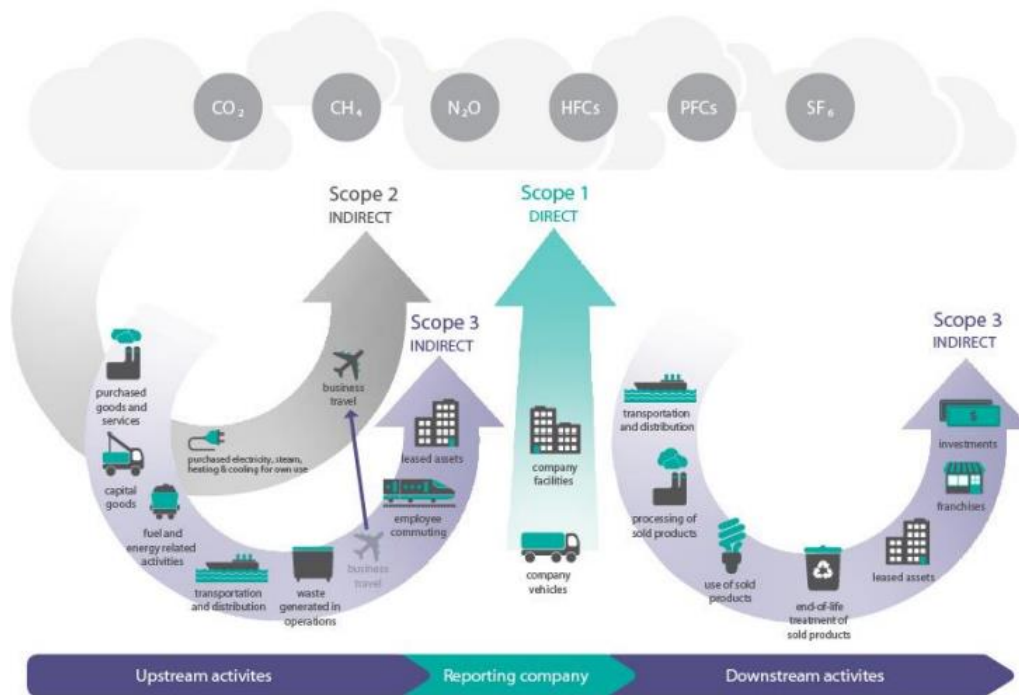 CO₂
CH₄
N₂O
HFCs
PFCs
SF₆
Scope 2
INDIRECT
Scope 1
DIRECT
Scope 3
INDIRECT
Scope 3
INDIRECT
purchased
goods and
services
capital
goods
fuel and
energy related
activities
purchased electricity, steam,
heating & cooling for own use
transportation
and distribution
waste
generated in
operations
business
travel
business
travel
employee
commuting
leased assets
company
facilities
company
vehicles
transportation
and distribution
processing of
sold products
use of sold
products
end-of-life
treatment of
sold products
leased assets
franchises
investments
$
Upstream activites
Reporting company
Downstream activites